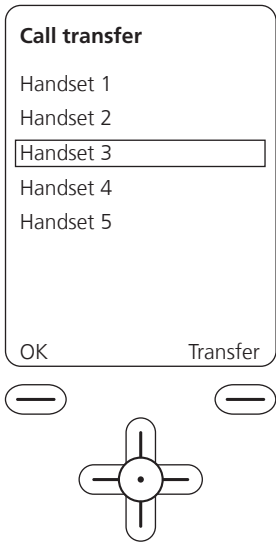 Call transfer
Handset 1
Handset 2
Handset 3
Handset 4
Handset 5
OK Transfer